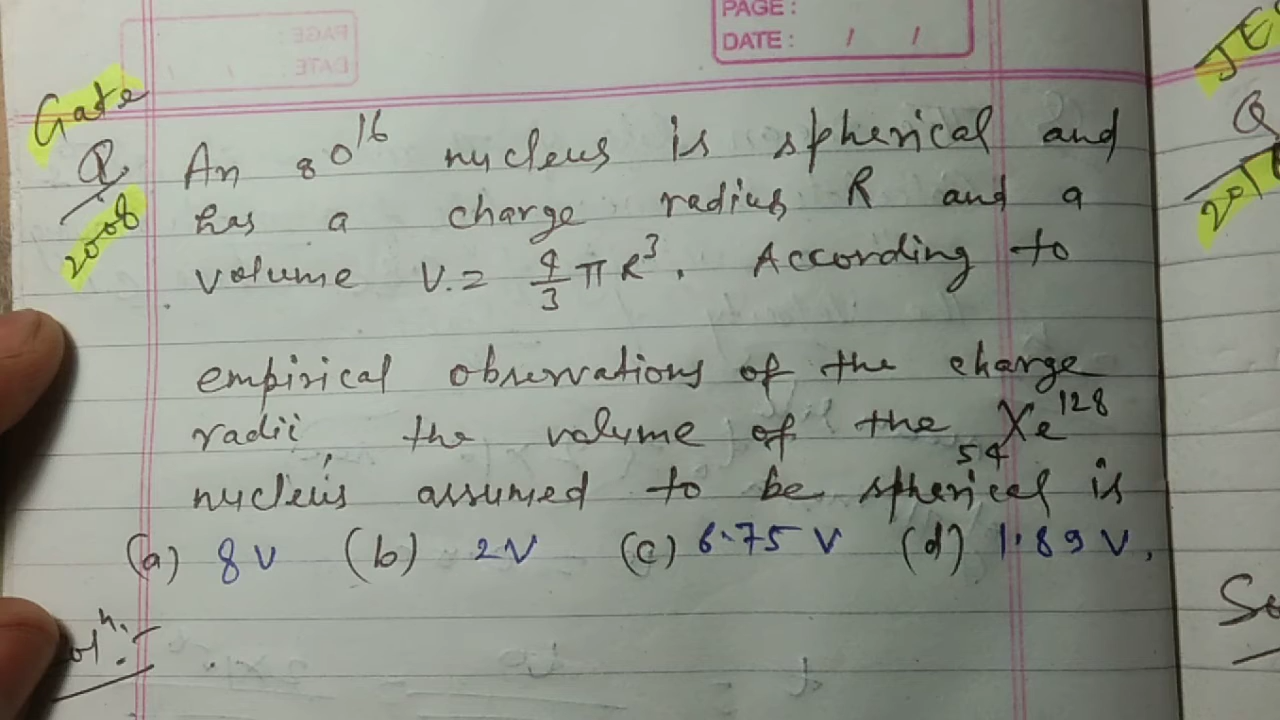 PAGE :
DATE : / /
Gate
2008
Q An ₈O¹⁶ nucleus is spherical and
has a charge radius R and a
volume V = 4/3 πR³. According to
empirical observations of the charge
radii, the volume of the ₅₄Xe¹²⁸
nucleus assumed to be spherical is
(a) 8V (b) 2V (c) 6.75 V (d) 1.89 V,
Solⁿ. :-
Q